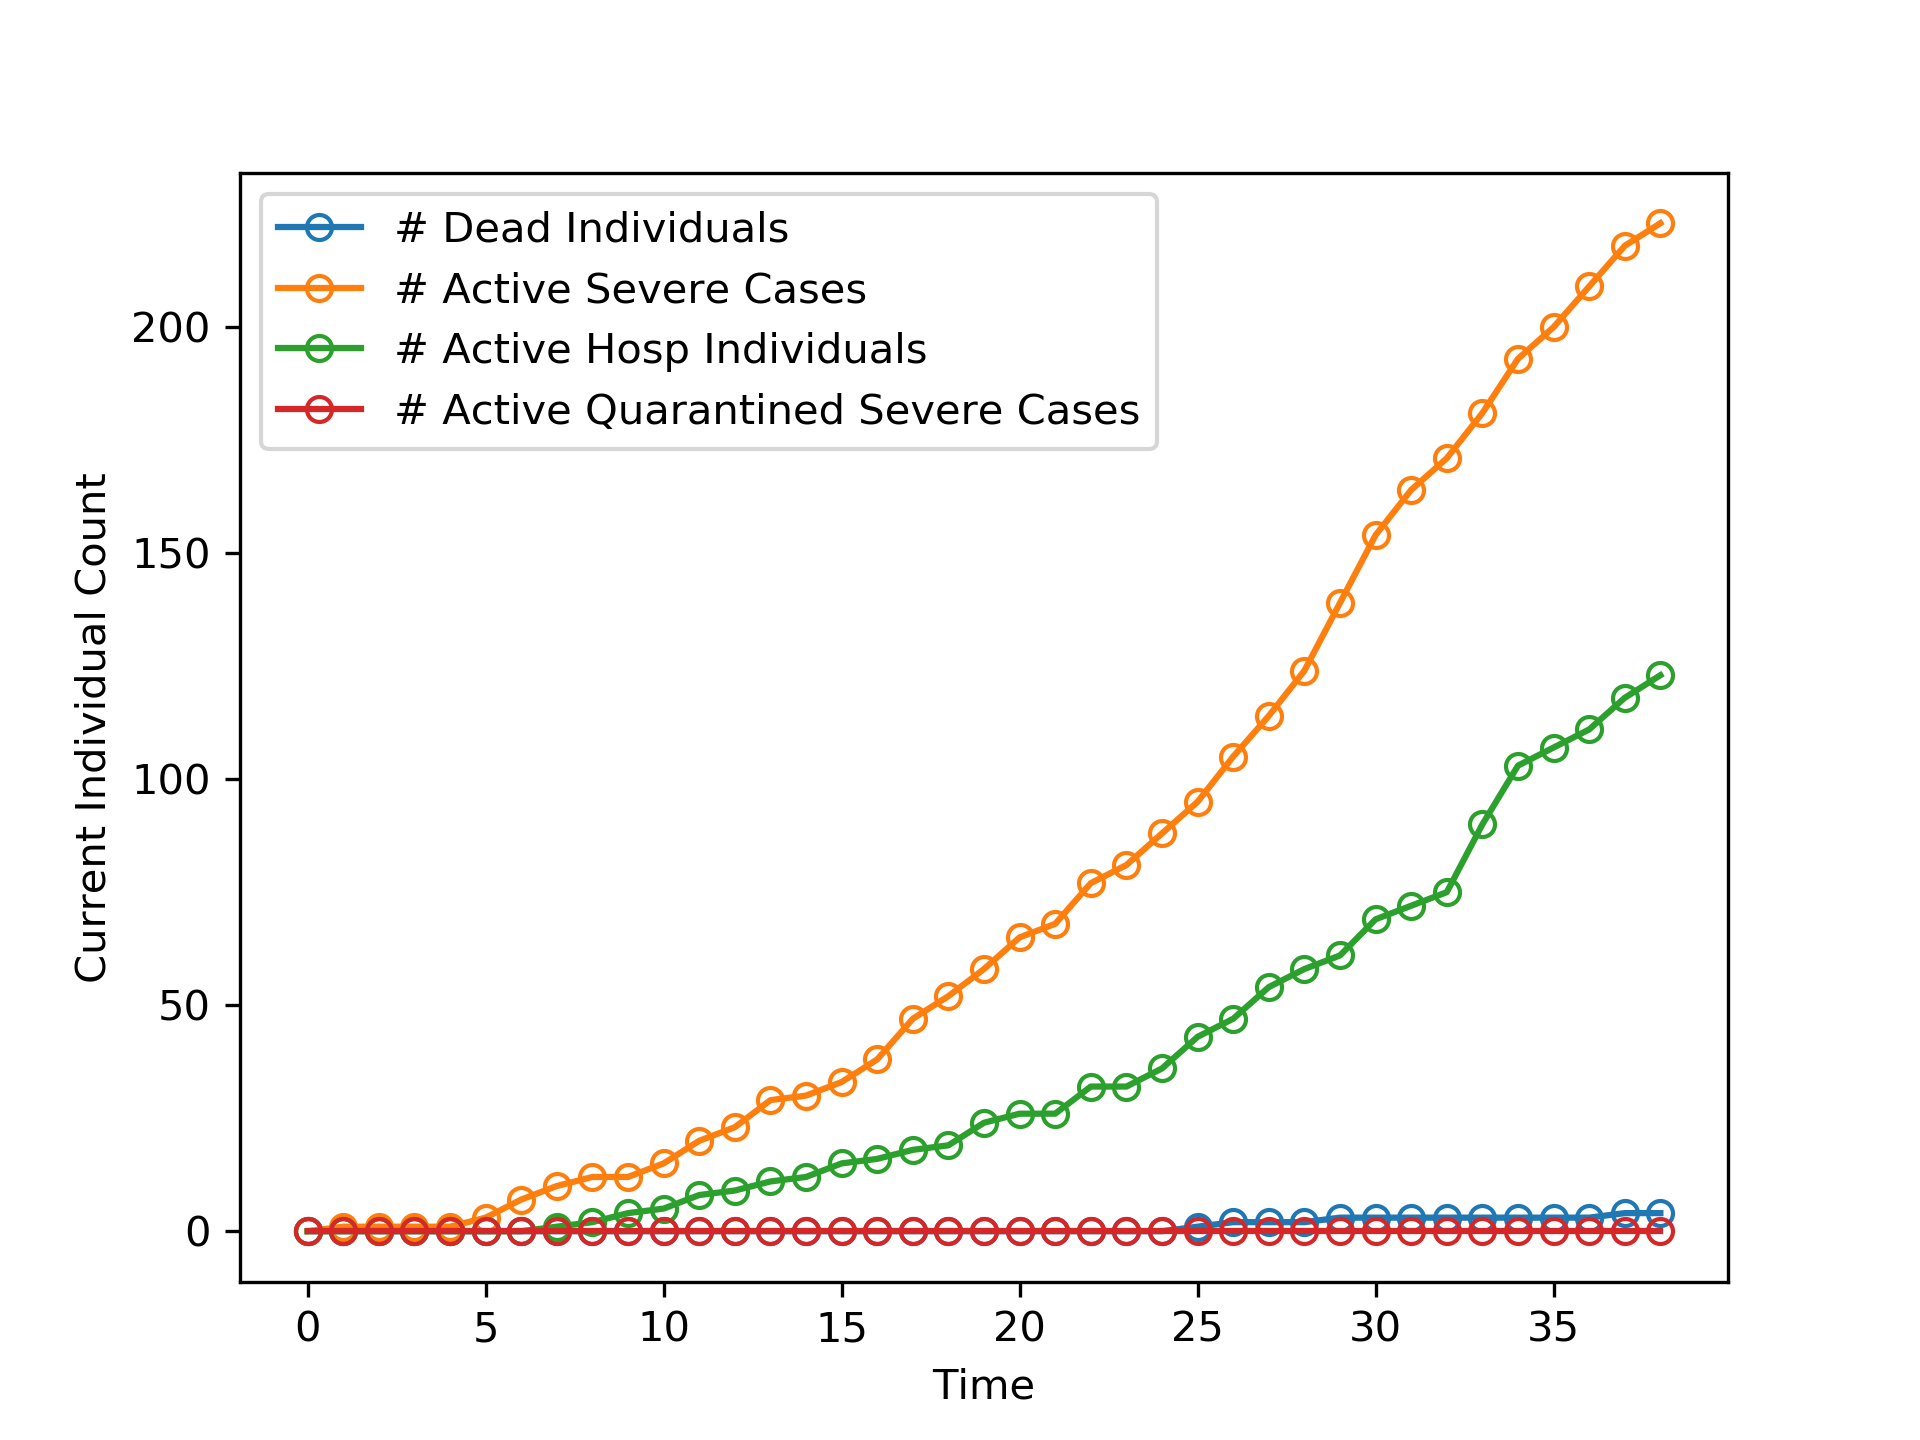 # Dead Individuals
# Active Severe Cases
# Active Hosp Individuals
# Active Quarantined Severe Cases
Current Individual Count
200
150
100
50
0
0 5 10 15 20 25 30 35
Time